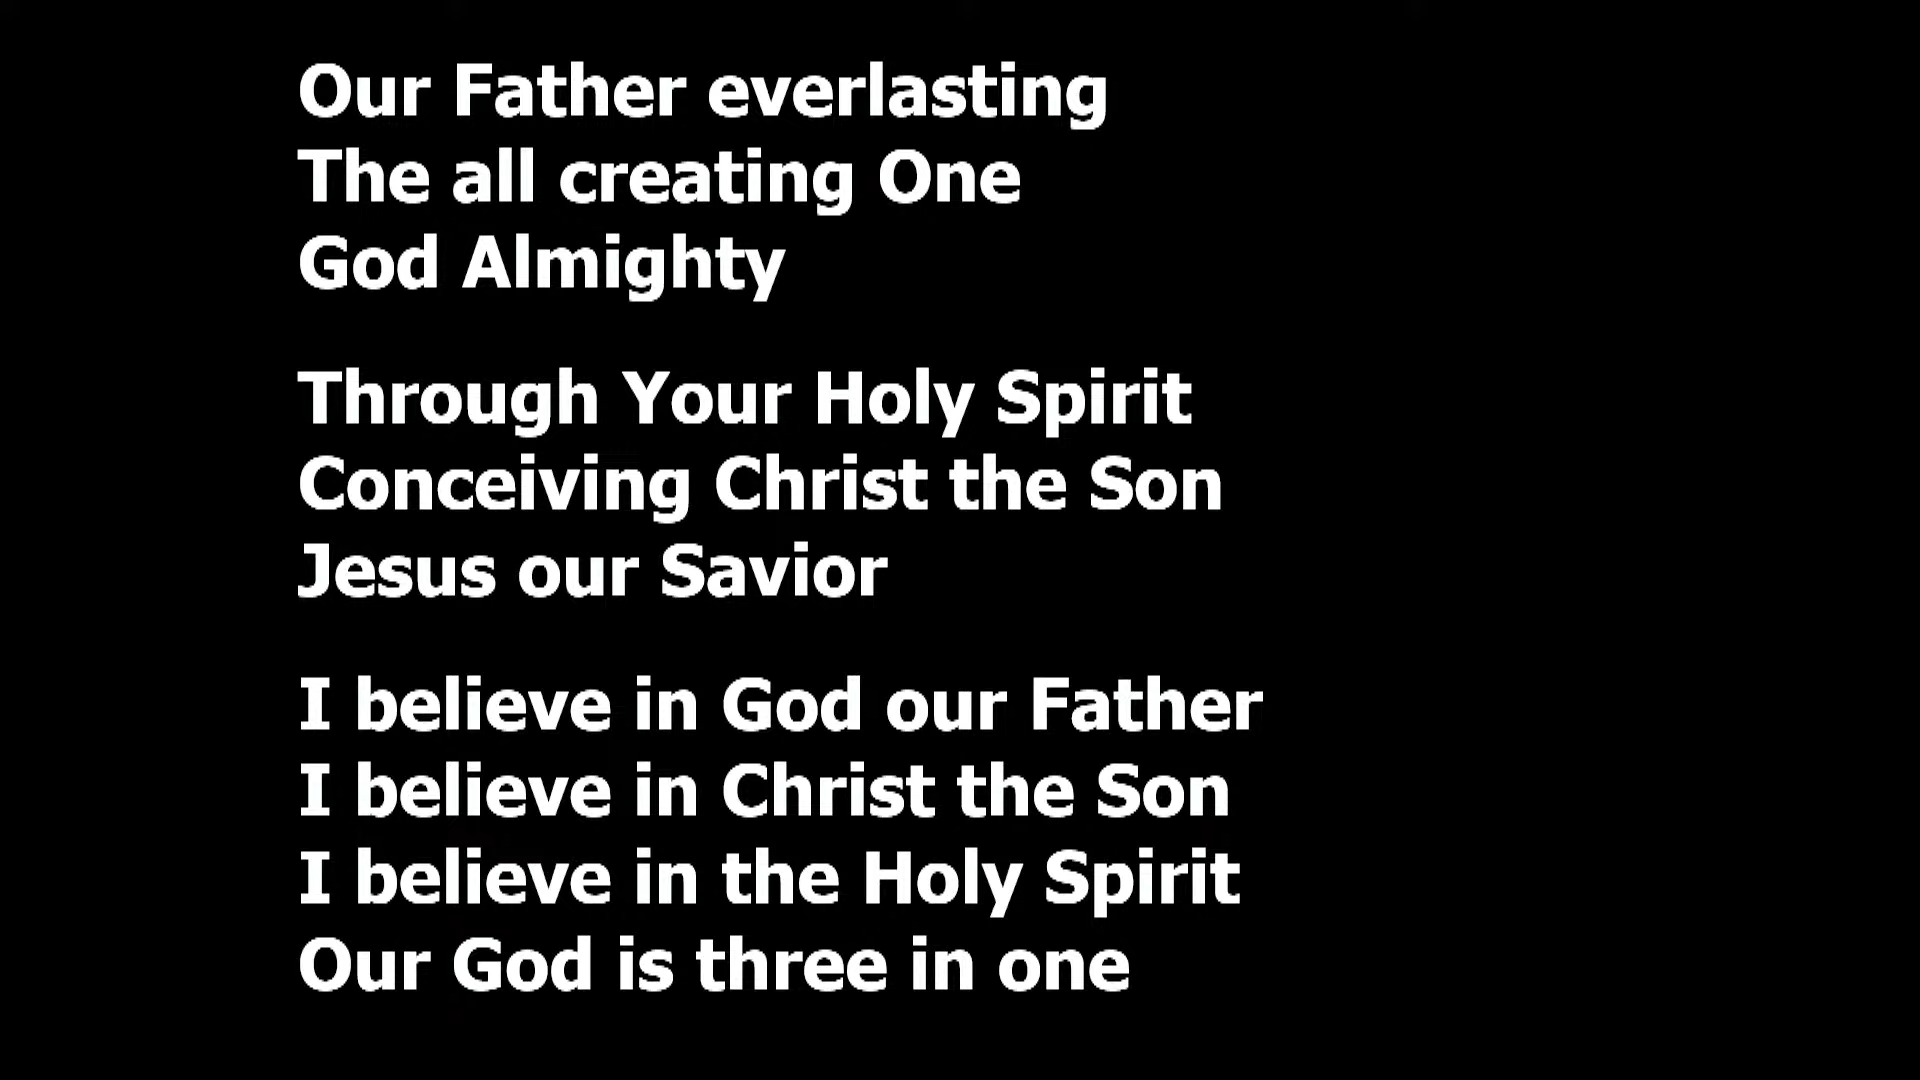 Our Father everlasting
The all creating One
God Almighty
Through Your Holy Spirit
Conceiving Christ the Son
Jesus our Savior
I believe in God our Father
I believe in Christ the Son
I believe in the Holy Spirit
Our God is three in one